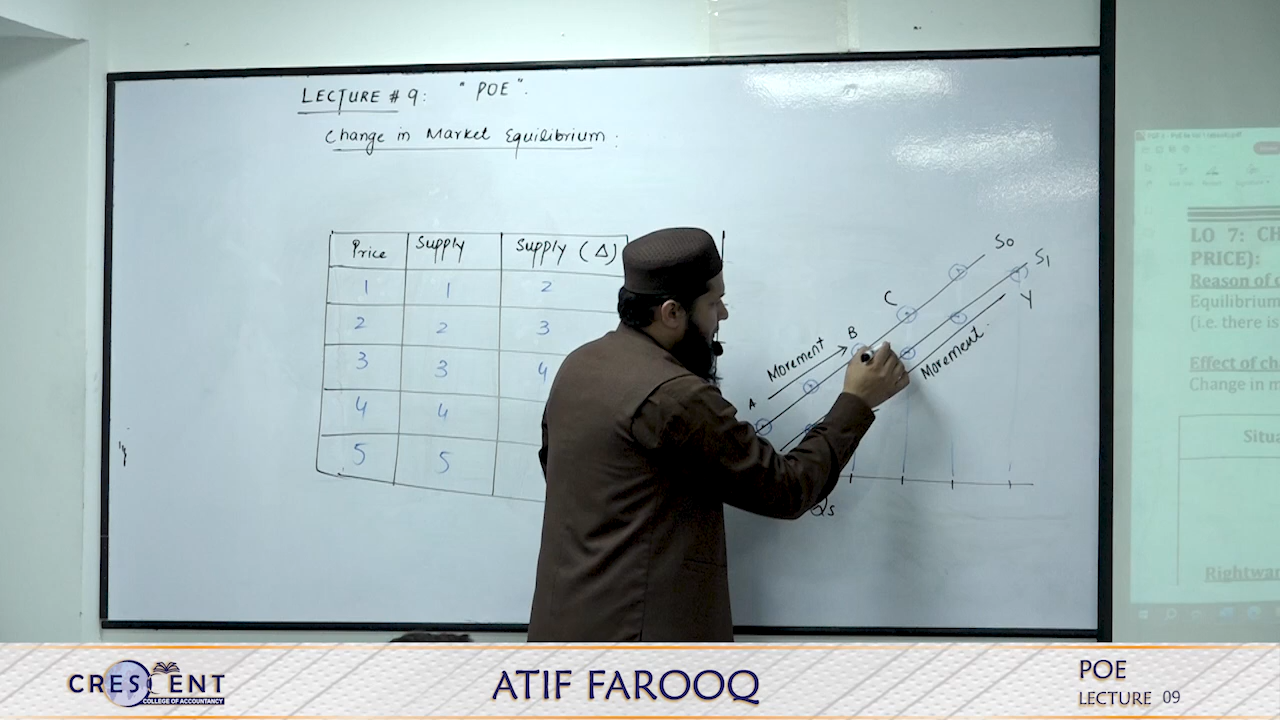 LECTURE # 9: "POE".
Change in Market Equilibrium:
Price Supply Supply (Δ)
1 1 2
2 2 3
3 3 4
4 4
5 5
S0
S1
C
Y
B
Movement
Movement.
A
Qs
LO 7: CH
PRICE):
Reason of
Equilibrium
(i.e. there is
Effect of ch
Change in m
Situa
Rightwar
CRESCENT
COLLEGE OF ACCOUNTANCY
ATIF FAROOQ
POE
LECTURE 09